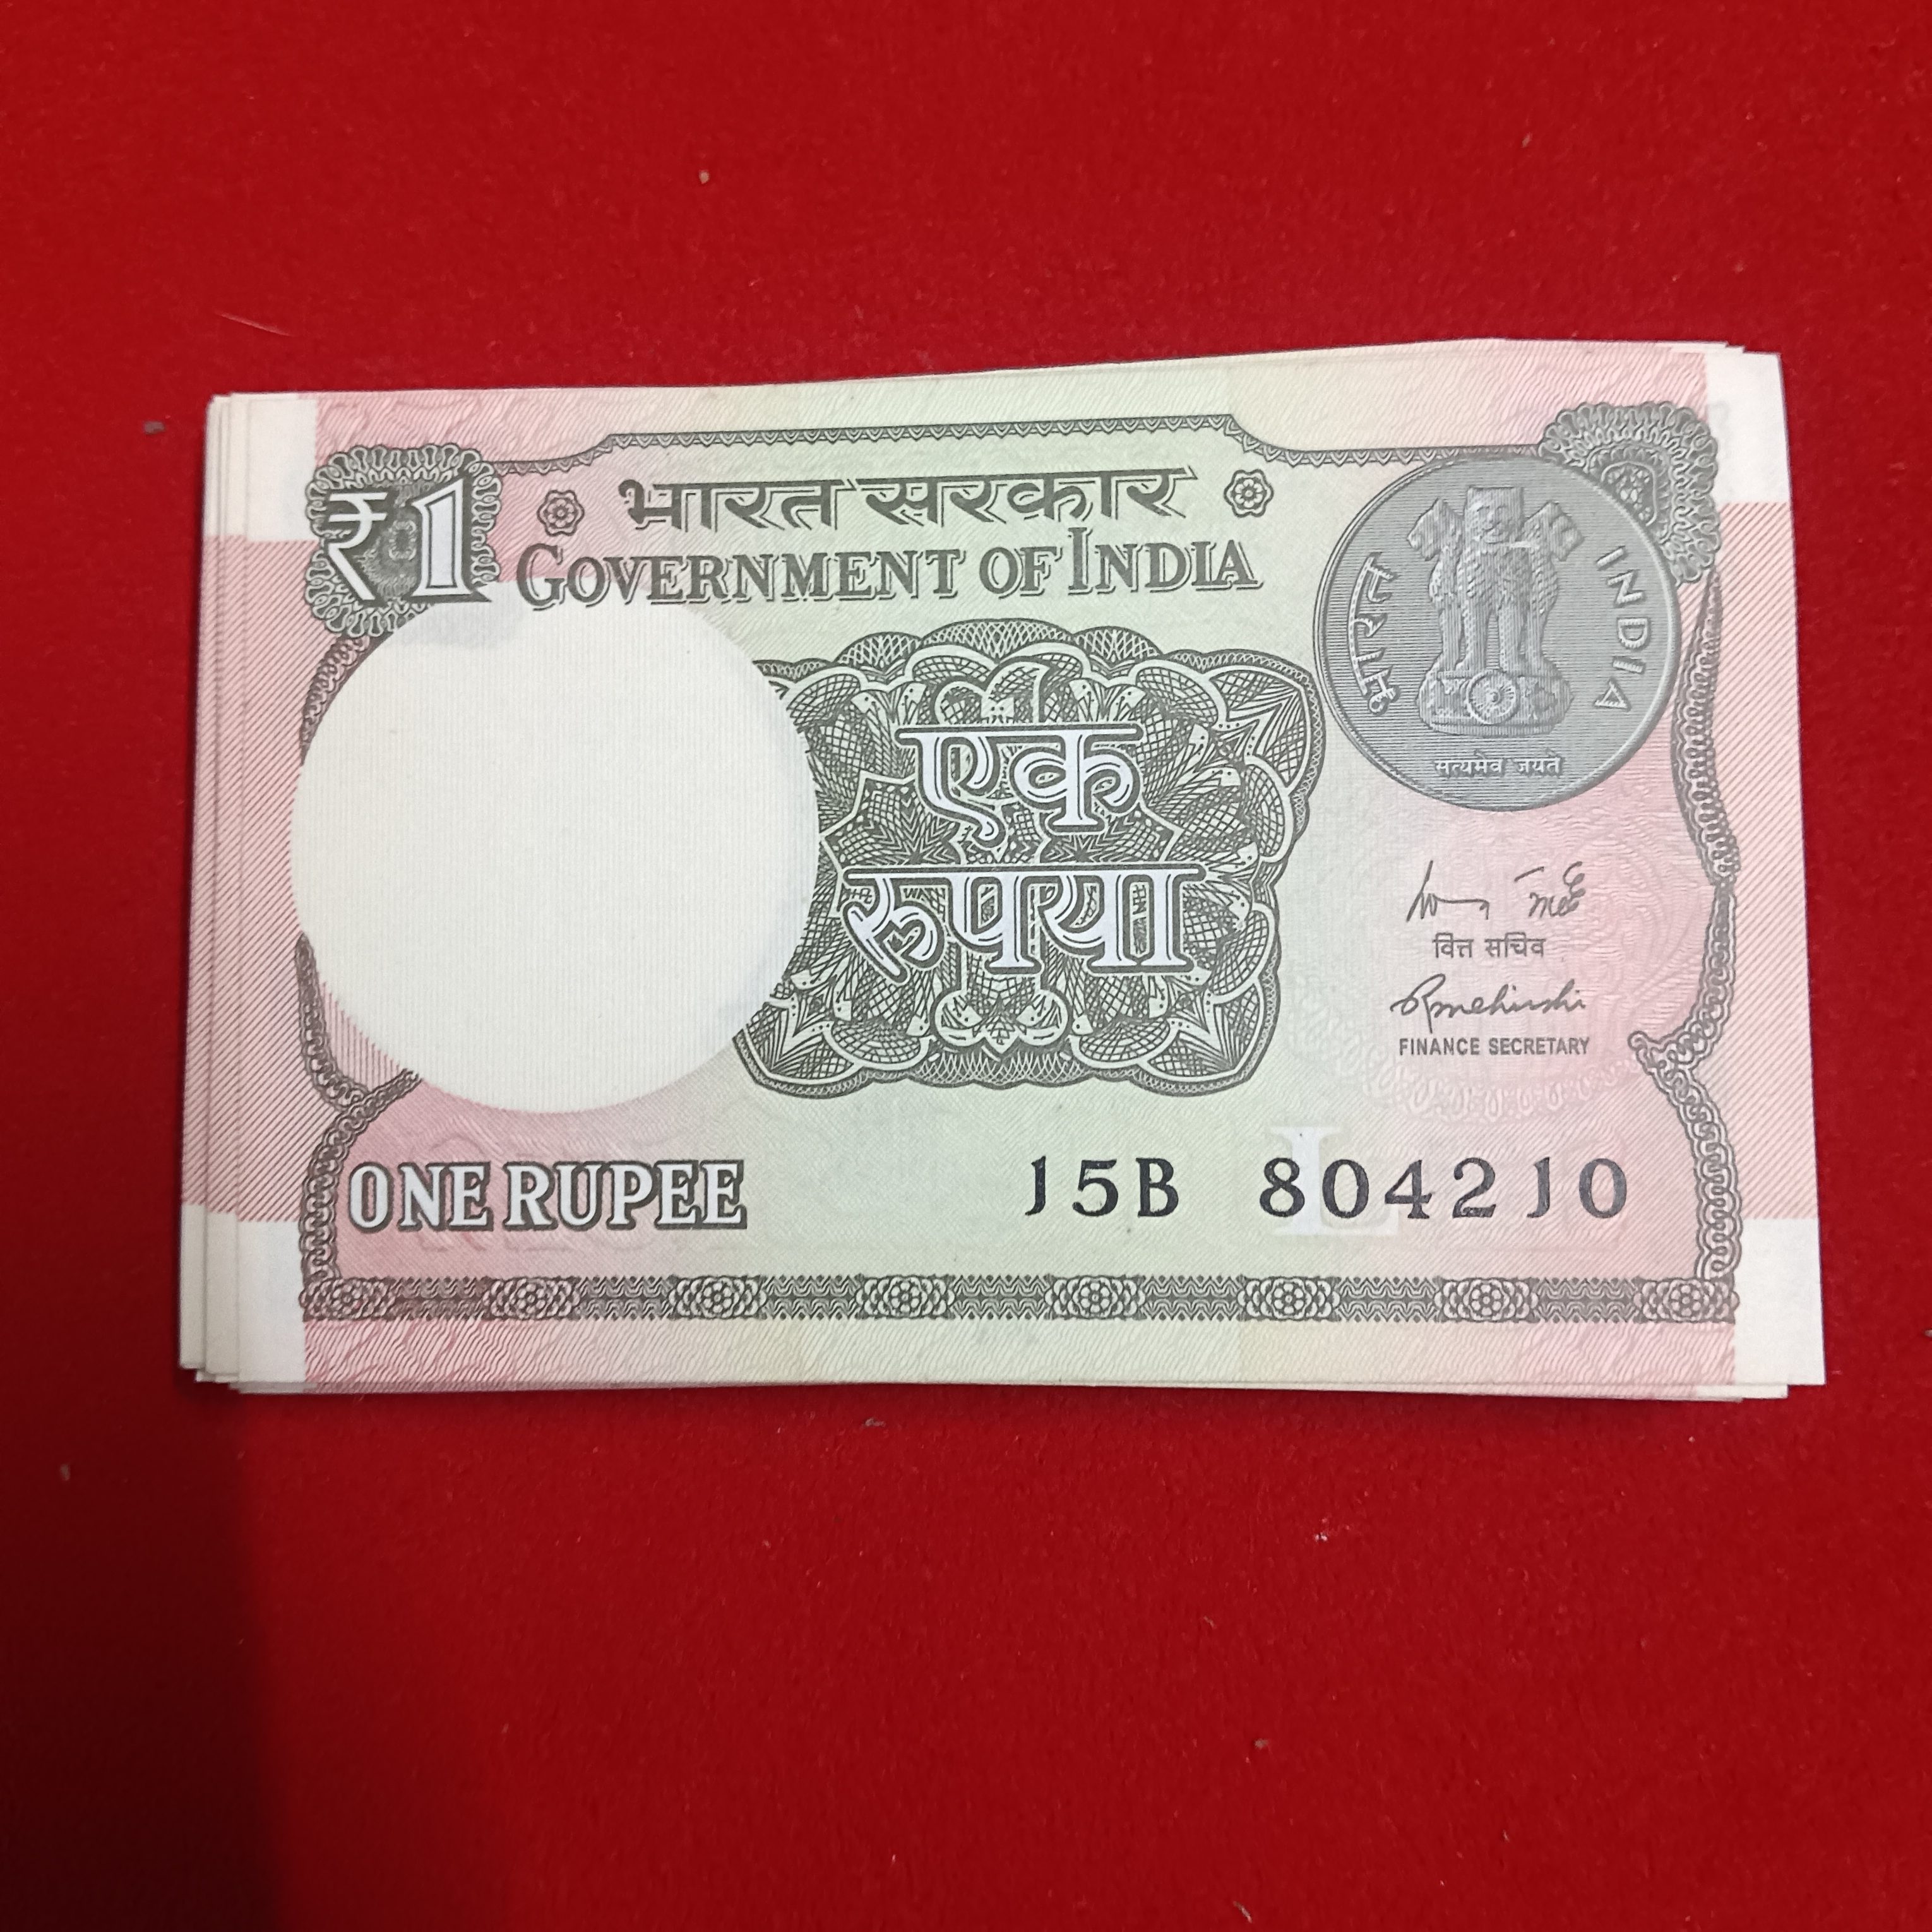 ₹1
भारत सरकार
GOVERNMENT OF INDIA
भारत
INDIA
सत्यमेव जयते
एक
रुपया
वित्त सचिव
FINANCE SECRETARY
L
ONE RUPEE
15B 804210